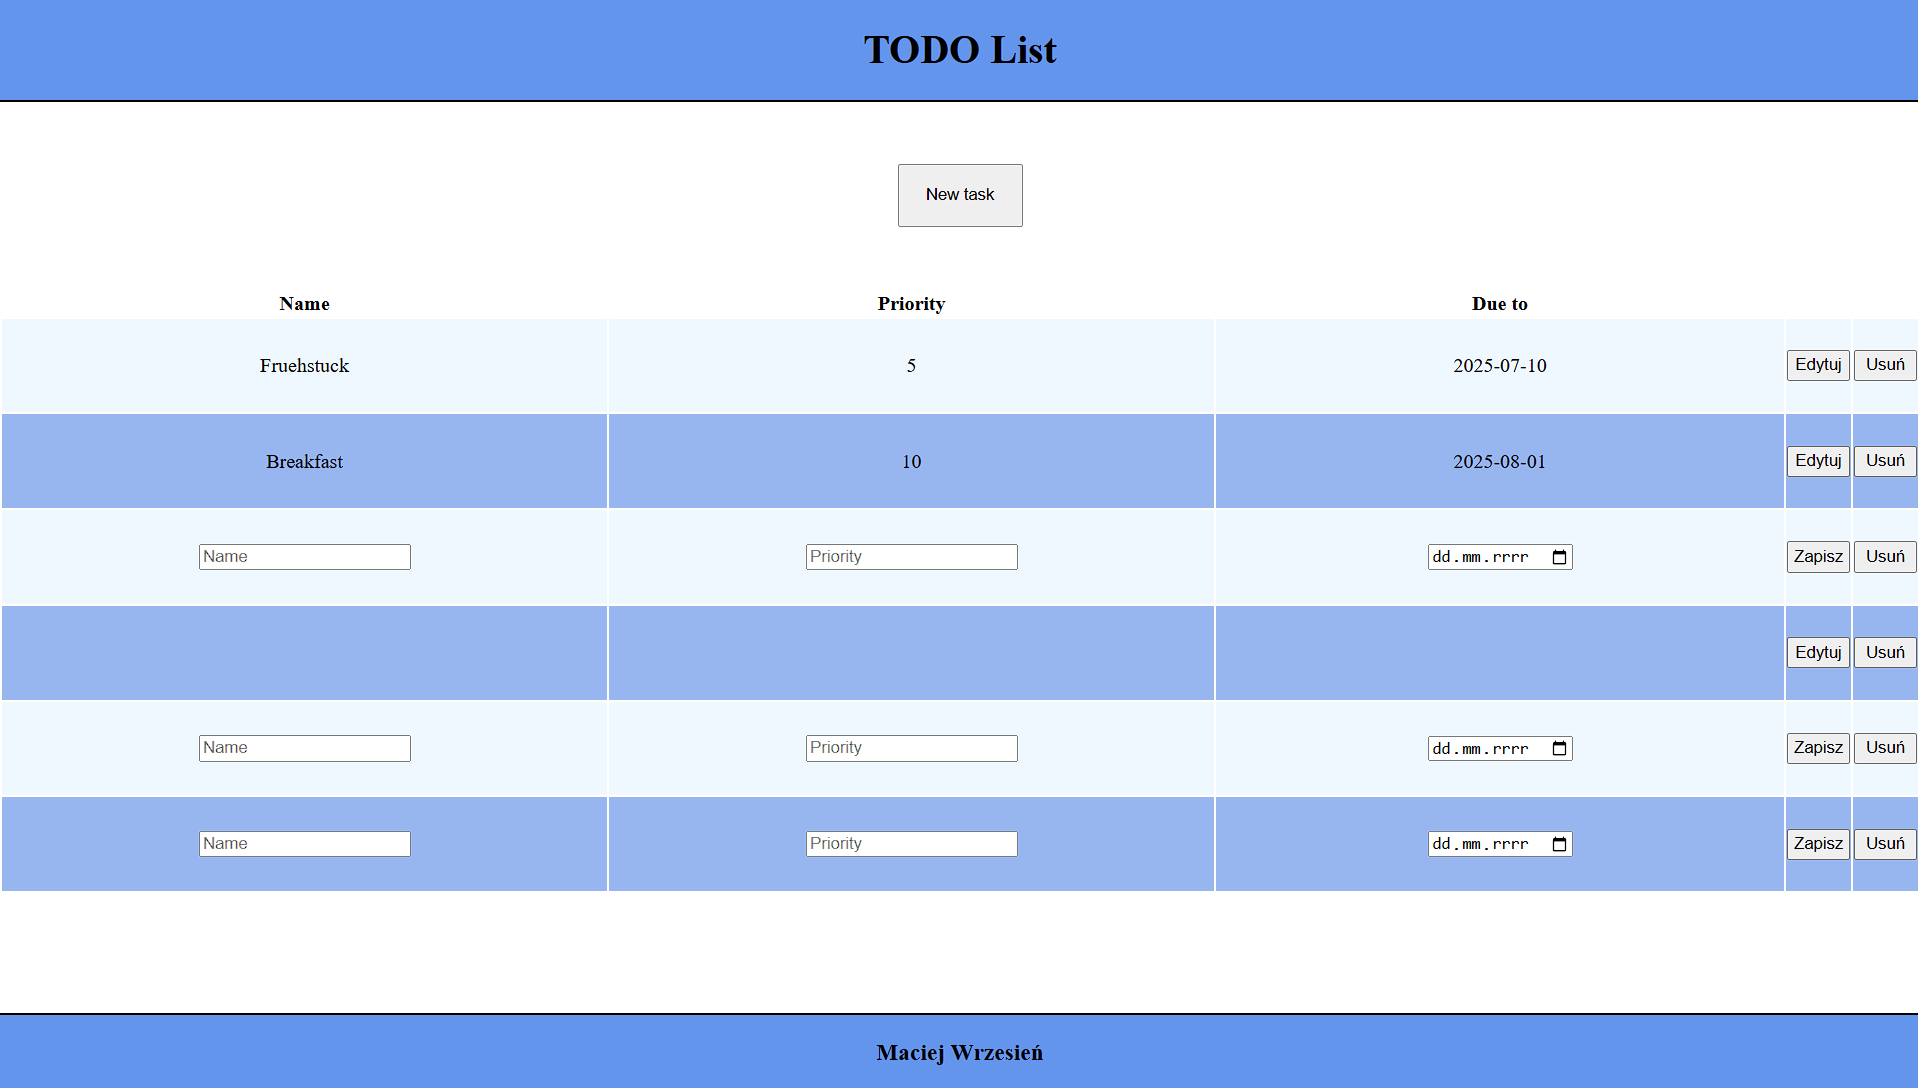 TODO List
New task
Name Priority Due to
Fruehstuck 5 2025-07-10 Edytuj Usuń
Breakfast 10 2025-08-01 Edytuj Usuń
Name Priority dd.mm.rrrr Zapisz Usuń
Edytuj Usuń
Name Priority dd.mm.rrrr Zapisz Usuń
Name Priority dd.mm.rrrr Zapisz Usuń
Maciej Wrzesień